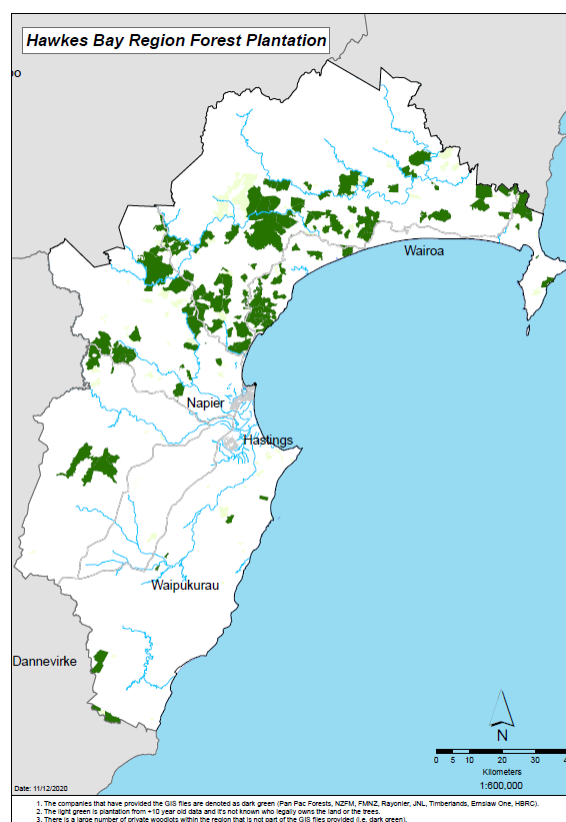 Hawkes Bay Region Forest Plantation
Wairoa
Napier
Hastings
Waipukurau
Dannevirke
N
0 5 10 20 30
Kilometers
1:600,000
Date: 11/12/2020
1. The companies that have provided the GIS files are denoted as dark green (Pan Pac Forests, NZFM, FMNZ, Rayonier, JNL, Timberlands, Ernslaw One, HBRC).
2. The light green is plantation from +10 year old data and it's not known who legally owns the land or the trees.
3. There is a large number of private woodlots within the region that is not part of the GIS files provided (i.e. dark green).